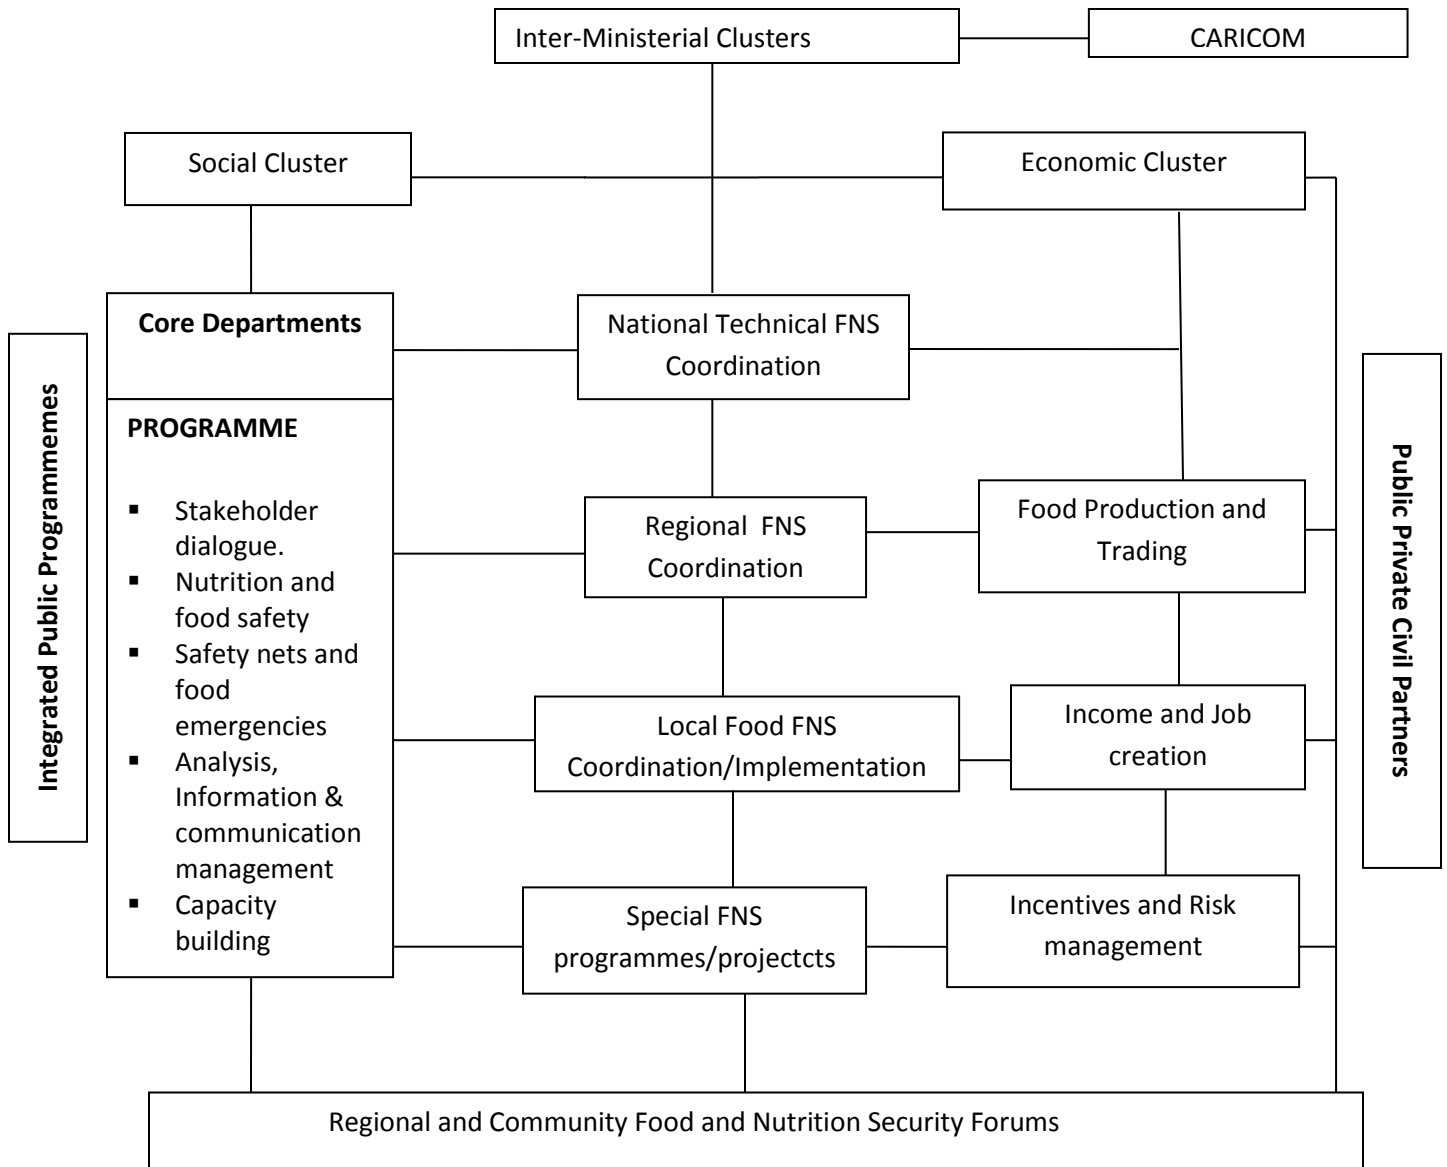 Inter-Ministerial Clusters
CARICOM
Social Cluster
Economic Cluster
Core Departments
National Technical FNS
Coordination
Integrated Public Programmemes
PROGRAMME
▪ Stakeholder
dialogue.
▪ Nutrition and
food safety
▪ Safety nets and
food
emergencies
▪ Analysis,
Information &
communication
management
▪ Capacity
building
Regional FNS
Coordination
Food Production and
Trading
Public Private Civil Partners
Local Food FNS
Coordination/Implementation
Income and Job
creation
Special FNS
programmes/projectcts
Incentives and Risk
management
Regional and Community Food and Nutrition Security Forums